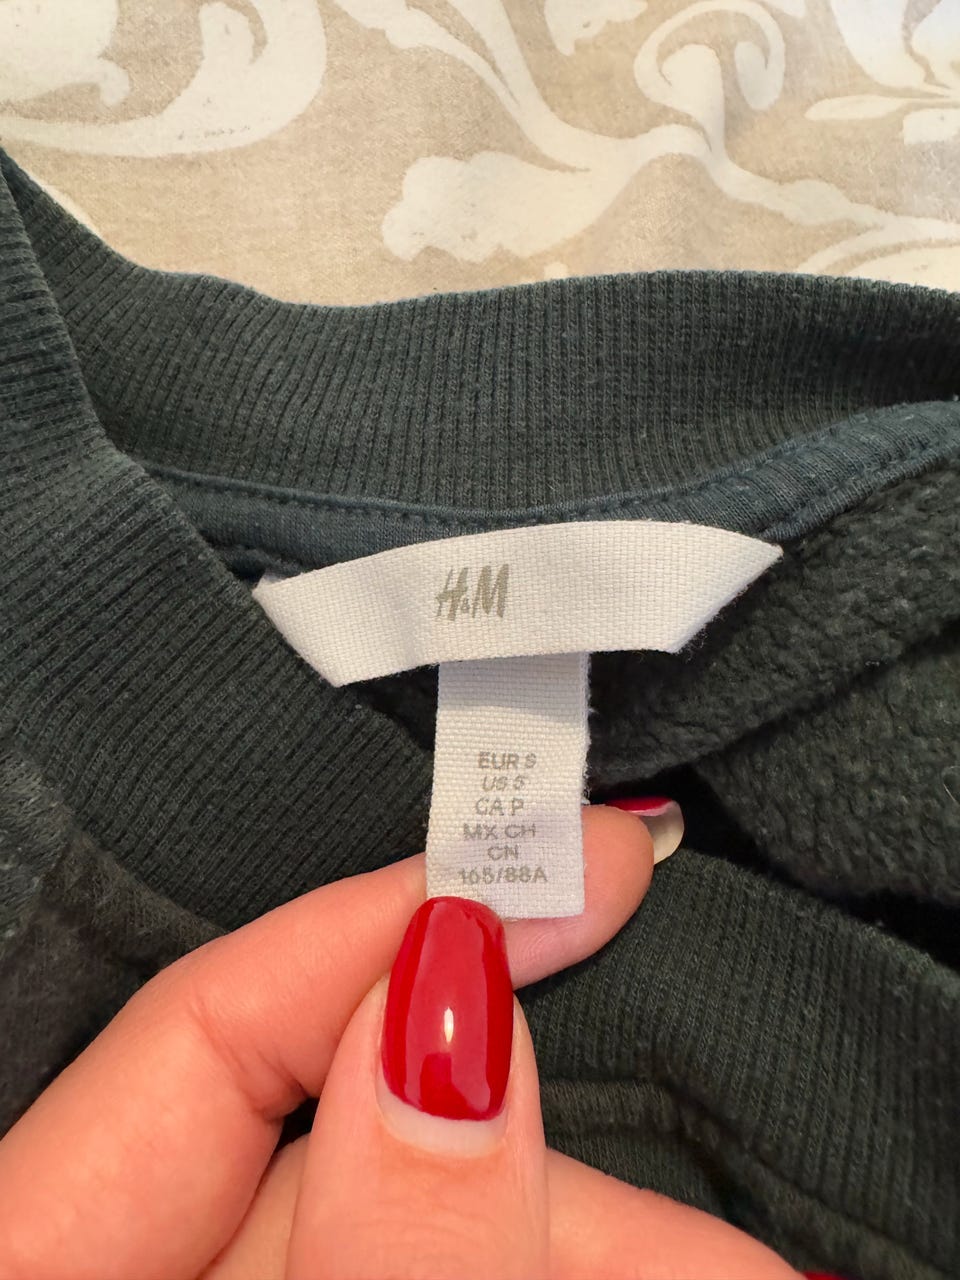 H&M
EUR S
US S
CA P
MX CH
CN
165/88A